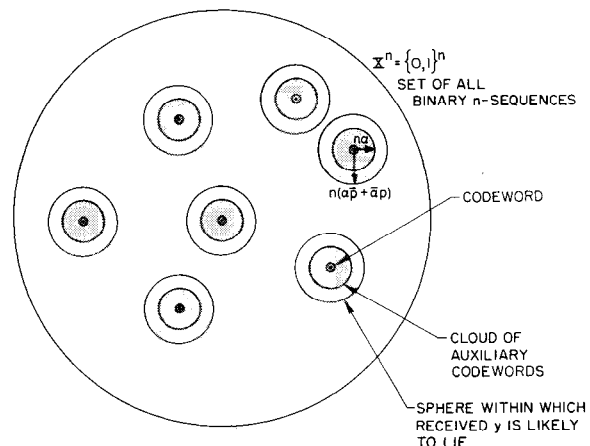 𝕏ⁿ = {0,1}ⁿ
SET OF ALL
BINARY n-SEQUENCES
nα
n(αp̄ + ᾱp)
CODEWORD
CLOUD OF
AUXILIARY
CODEWORDS
SPHERE WITHIN WHICH
RECEIVED y IS LIKELY
TO LIE